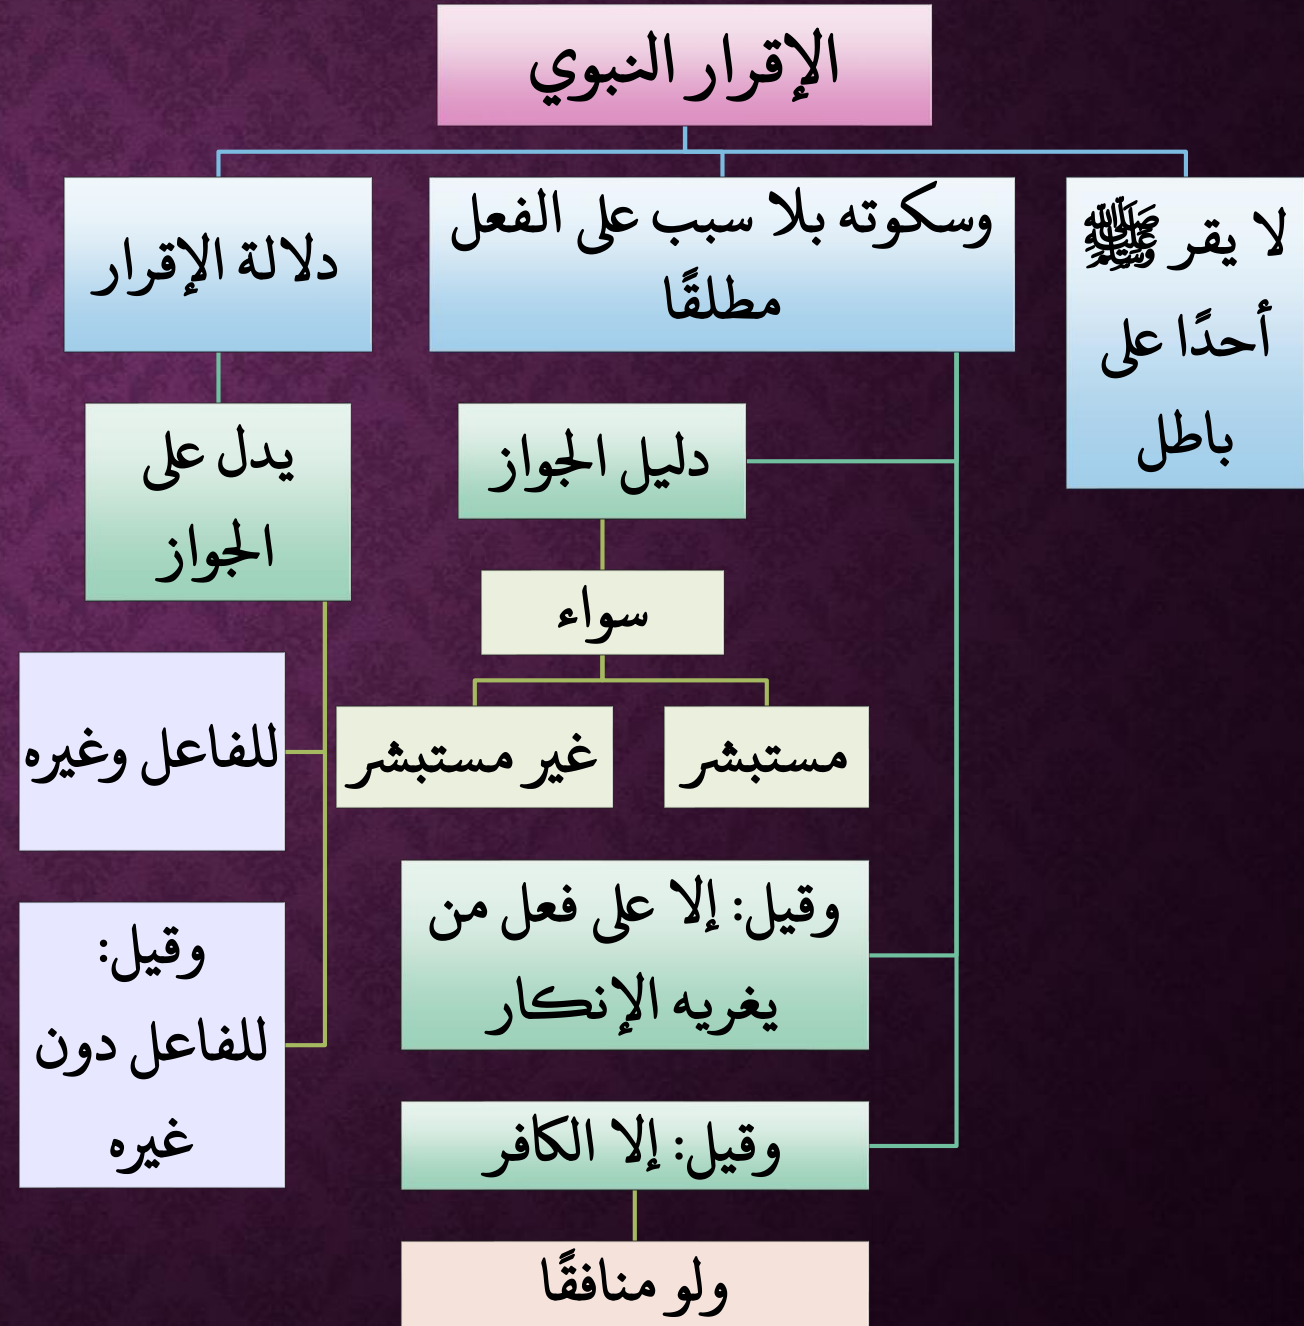 الإقرار النبوي
لا يقر ﷺ
أحدًا على
باطل
وسكوته بلا سبب على الفعل
مطلقًا
دليل الجواز
سواء
مستبشر
غير مستبشر
وقيل: إلا على فعل من
يغريه الإنكار
وقيل: إلا الكافر
ولو منافقًا
دلالة الإقرار
يدل على
الجواز
للفاعل وغيره
وقيل:
للفاعل دون
غيره